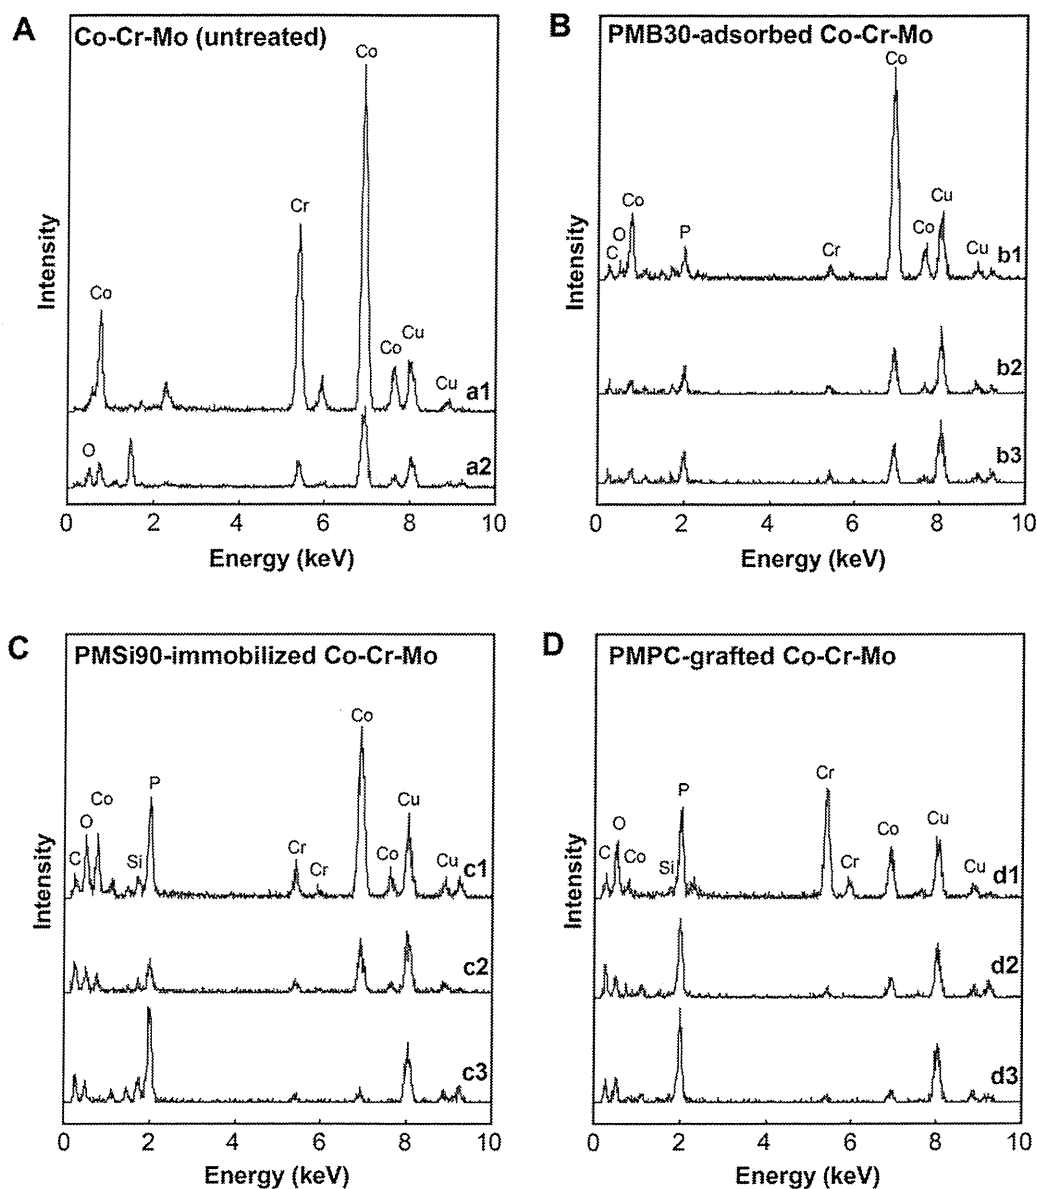 A
Co-Cr-Mo (untreated)
Co
Cr
Co
Cu
Co
Cu
a1
O
a2
Intensity
0 2 4 6 8 10
Energy (keV)
B
PMB30-adsorbed Co-Cr-Mo
Co
Co
Cu
O
P
Co
C
Cr
Cu
b1
b2
b3
Intensity
0 2 4 6 8 10
Energy (keV)
C
PMSi90-immobilized Co-Cr-Mo
Co
P
Co
Cu
O
Cr
C
Si
Co
Cu
Cr
c1
c2
c3
Intensity
0 2 4 6 8 10
Energy (keV)
D
PMPC-grafted Co-Cr-Mo
Cr
P
O
Co
Cu
C
Co
Si
Cr
Cu
d1
d2
d3
Intensity
0 2 4 6 8 10
Energy (keV)